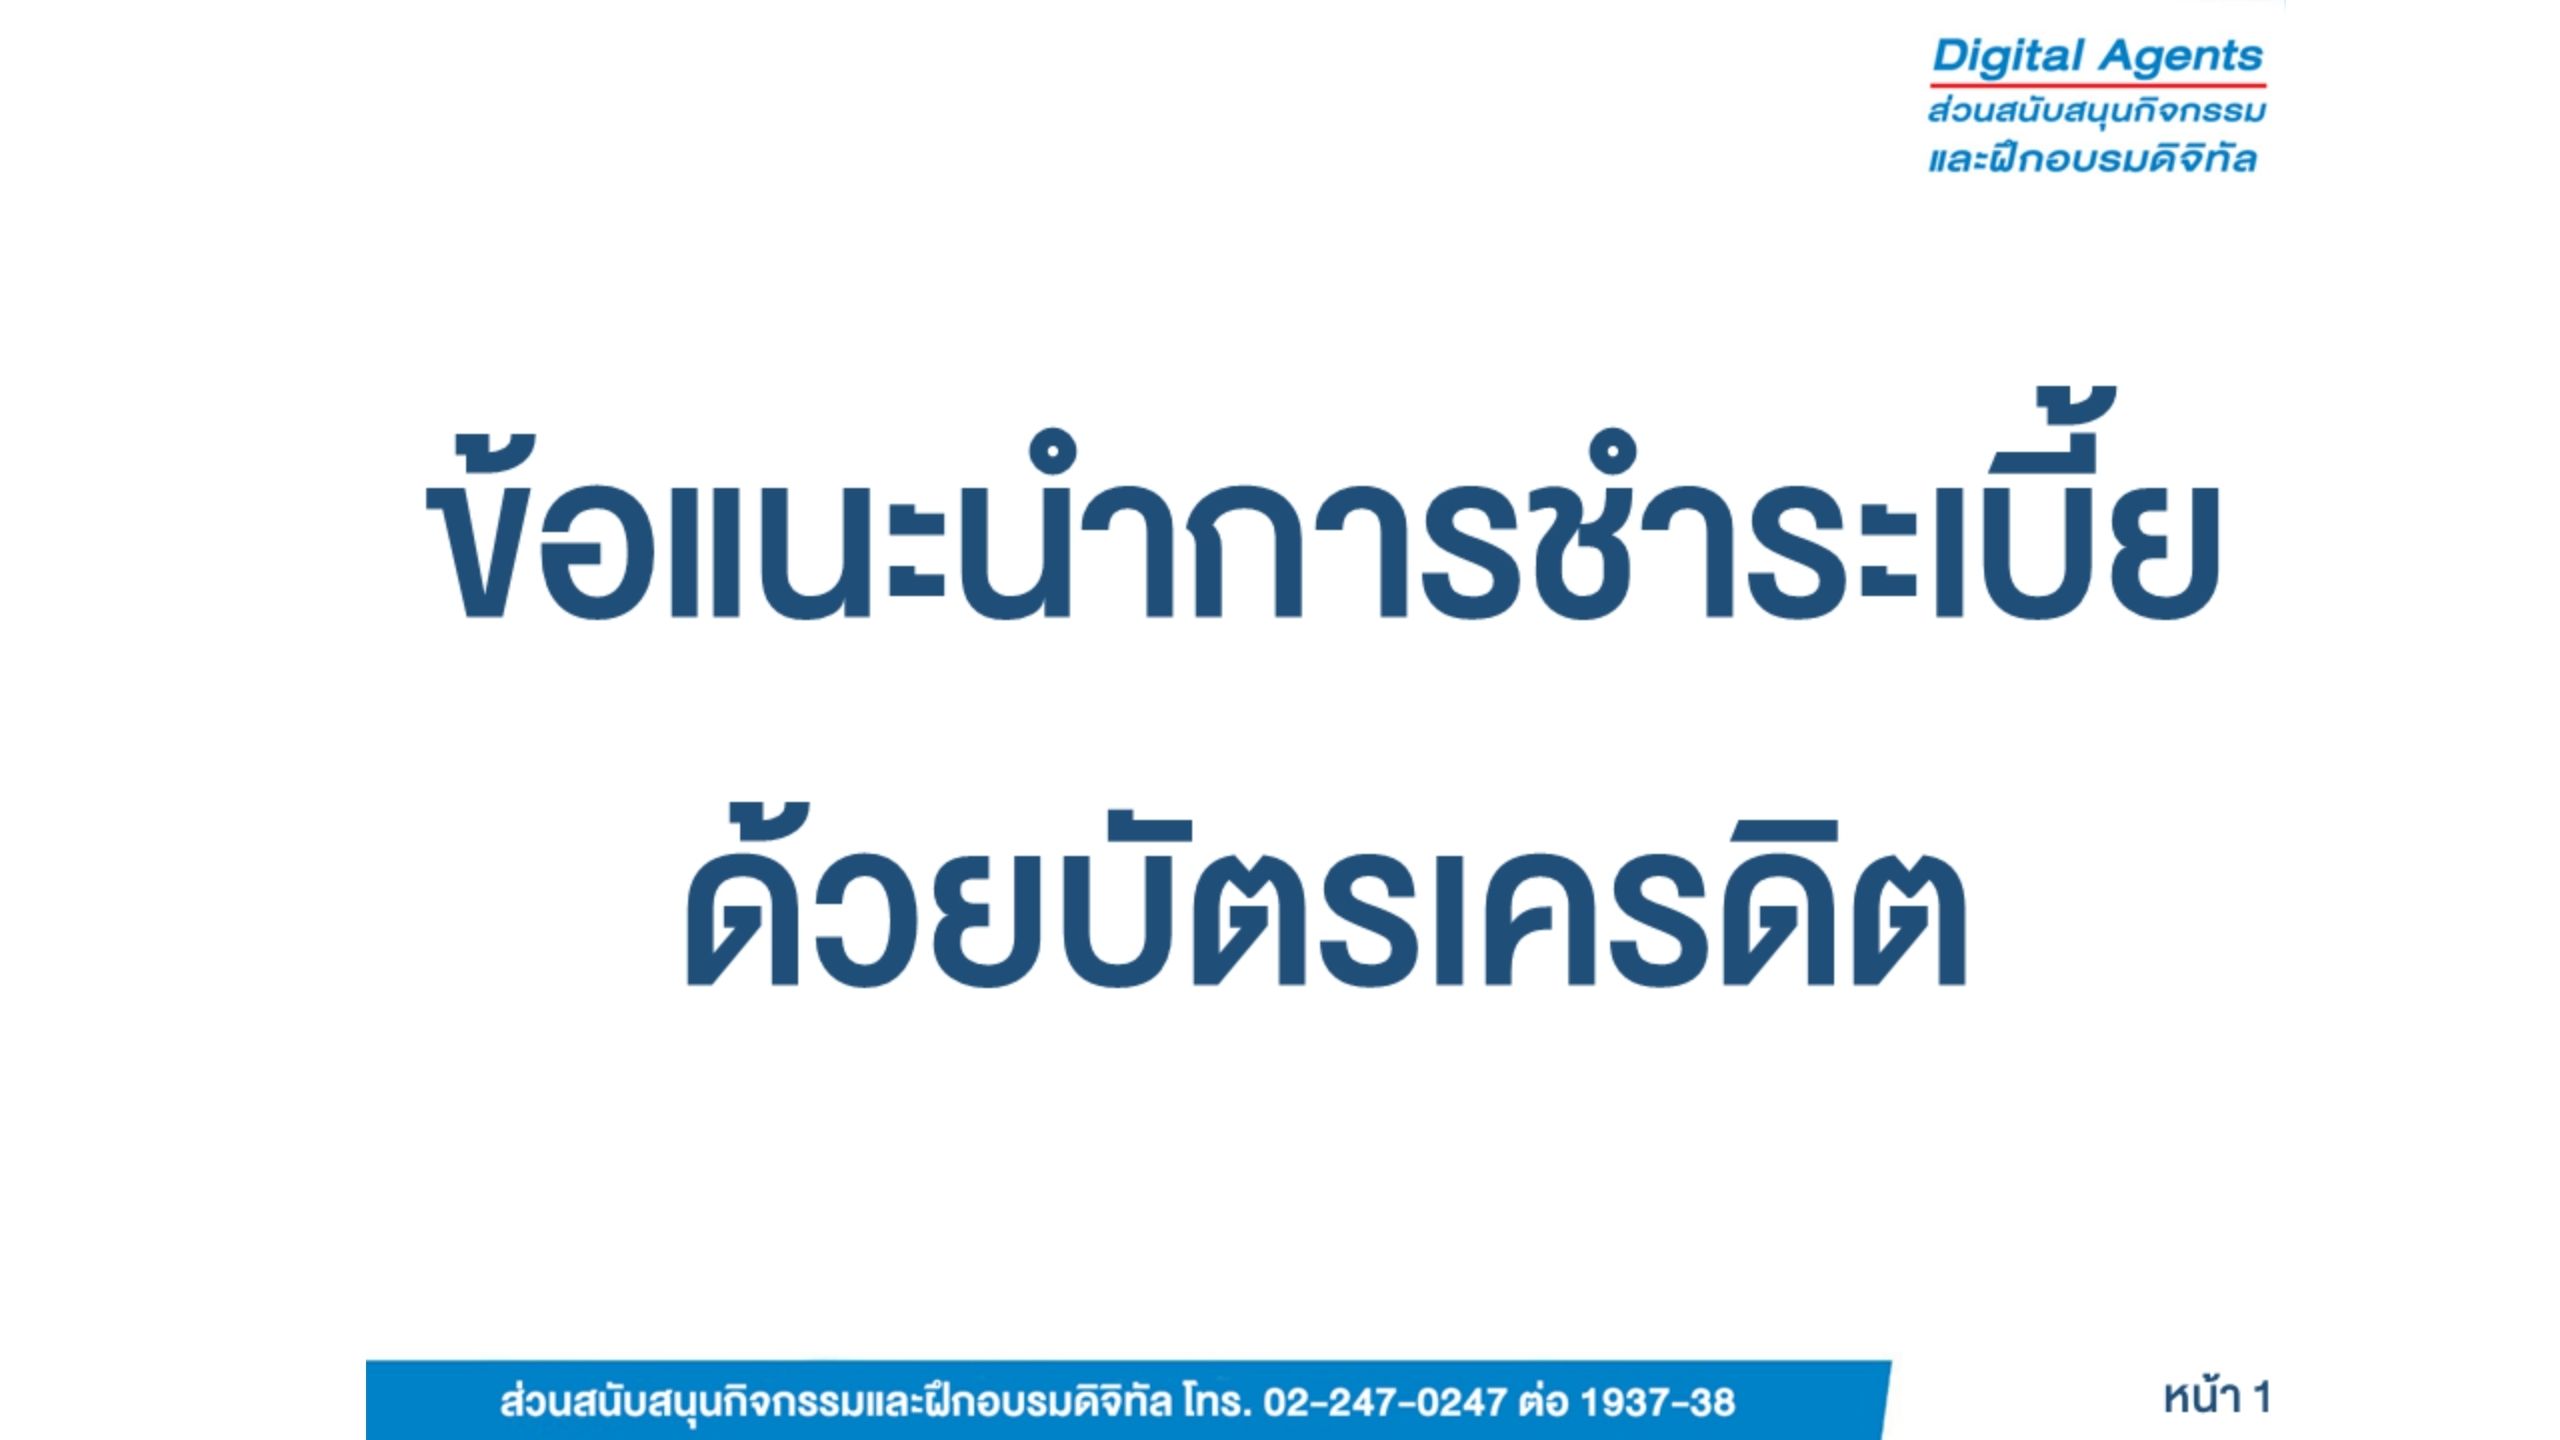 Digital Agents
ส่วนสนับสนุนกิจกรรม
และฝึกอบรมดิจิทัล
ข้อแนะนำการชำระเบี้ย
ด้วยบัตรเครดิต
ส่วนสนับสนุนกิจกรรมและฝึกอบรมดิจิทัล โทร. 02-247-0247 ต่อ 1937-38
หน้า 1